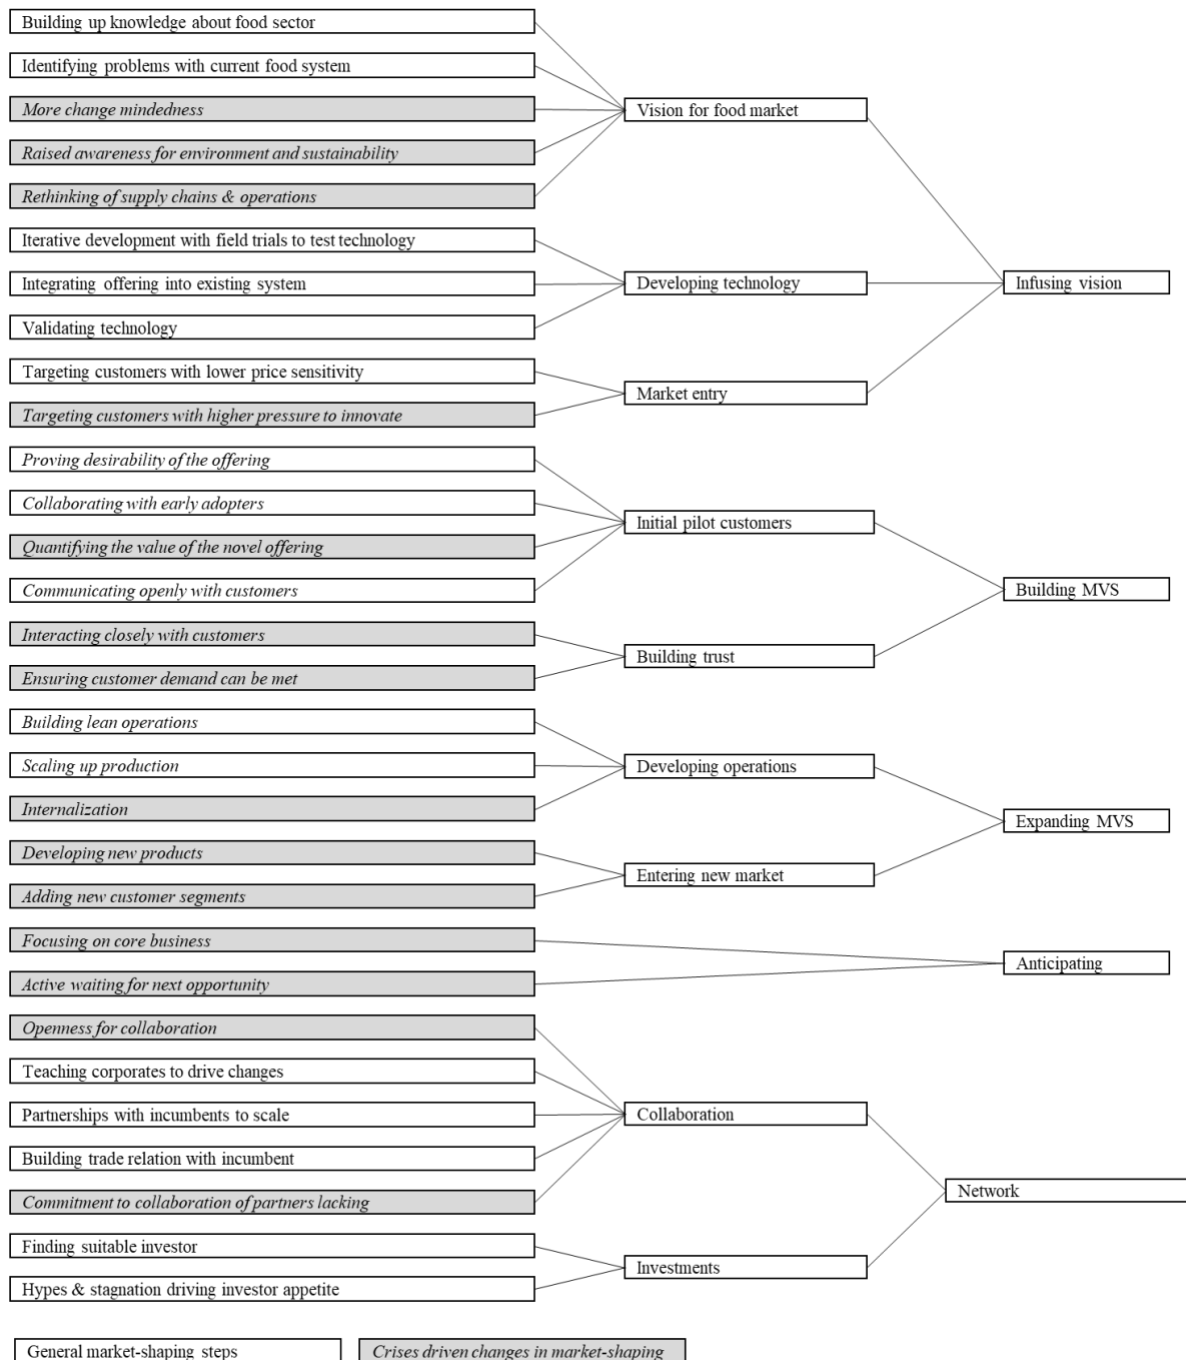 Building up knowledge about food sector
Identifying problems with current food system
More change mindedness
Vision for food market
Raised awareness for environment and sustainability
Rethinking of supply chains & operations
Iterative development with field trials to test technology
Integrating offering into existing system
Developing technology
Infusing vision
Validating technology
Targeting customers with lower price sensitivity
Market entry
Targeting customers with higher pressure to innovate
Proving desirability of the offering
Collaborating with early adopters
Initial pilot customers
Quantifying the value of the novel offering
Communicating openly with customers
Building MVS
Interacting closely with customers
Building trust
Ensuring customer demand can be met
Building lean operations
Scaling up production
Developing operations
Internalization
Expanding MVS
Developing new products
Entering new market
Adding new customer segments
Focusing on core business
Anticipating
Active waiting for next opportunity
Openness for collaboration
Teaching corporates to drive changes
Partnerships with incumbents to scale
Collaboration
Building trade relation with incumbent
Commitment to collaboration of partners lacking
Network
Finding suitable investor
Investments
Hypes & stagnation driving investor appetite
General market-shaping steps
Crises driven changes in market-shaping